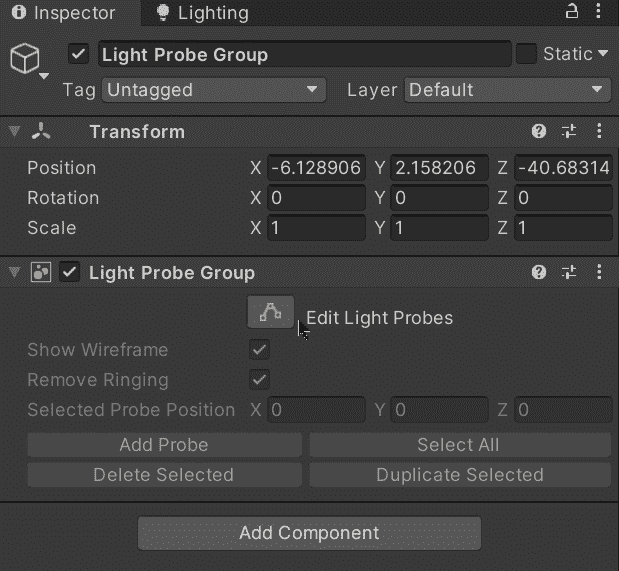 Inspector Lighting
Light Probe Group Static
Tag Untagged Layer Default
Transform
Position X -6.128906 Y 2.158206 Z -40.68314
Rotation X 0 Y 0 Z 0
Scale X 1 Y 1 Z 1
Light Probe Group
Edit Light Probes
Show Wireframe
Remove Ringing
Selected Probe Position X 0 Y 0 Z 0
Add Probe Select All
Delete Selected Duplicate Selected
Add Component